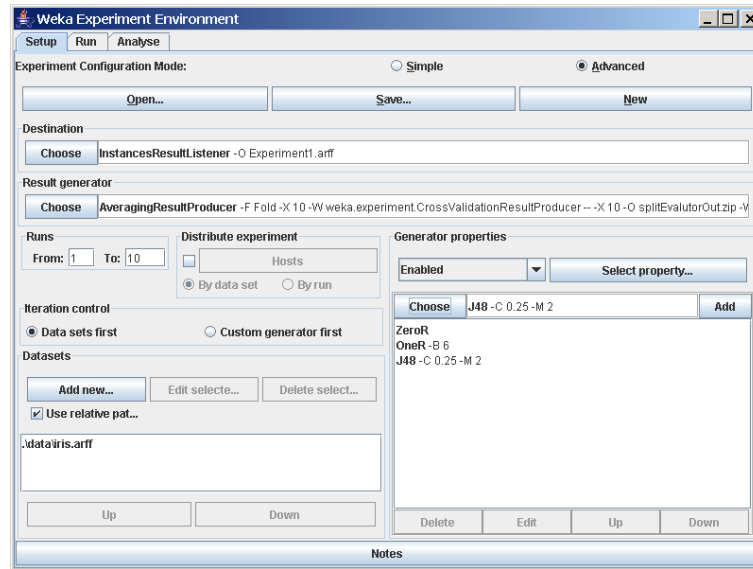 Weka Experiment Environment
Setup Run Analyse
Experiment Configuration Mode: Simple Advanced
Open... Save... New
Destination
Choose InstancesResultListener -O Experiment1.arff
Result generator
Choose AveragingResultProducer -F Fold -X 10 -W weka.experiment.CrossValidationResultProducer -- -X 10 -O splitEvalutorOut.zip -W
Runs
From: 1 To: 10
Distribute experiment
Hosts
By data set By run
Generator properties
Enabled Select property...
Iteration control
Data sets first Custom generator first
Choose J48 -C 0.25 -M 2 Add
ZeroR
OneR -B 6
J48 -C 0.25 -M 2
Datasets
Add new... Edit selecte... Delete select...
Use relative pat...
.\data\iris.arff
Up Down
Delete Edit Up Down
Notes